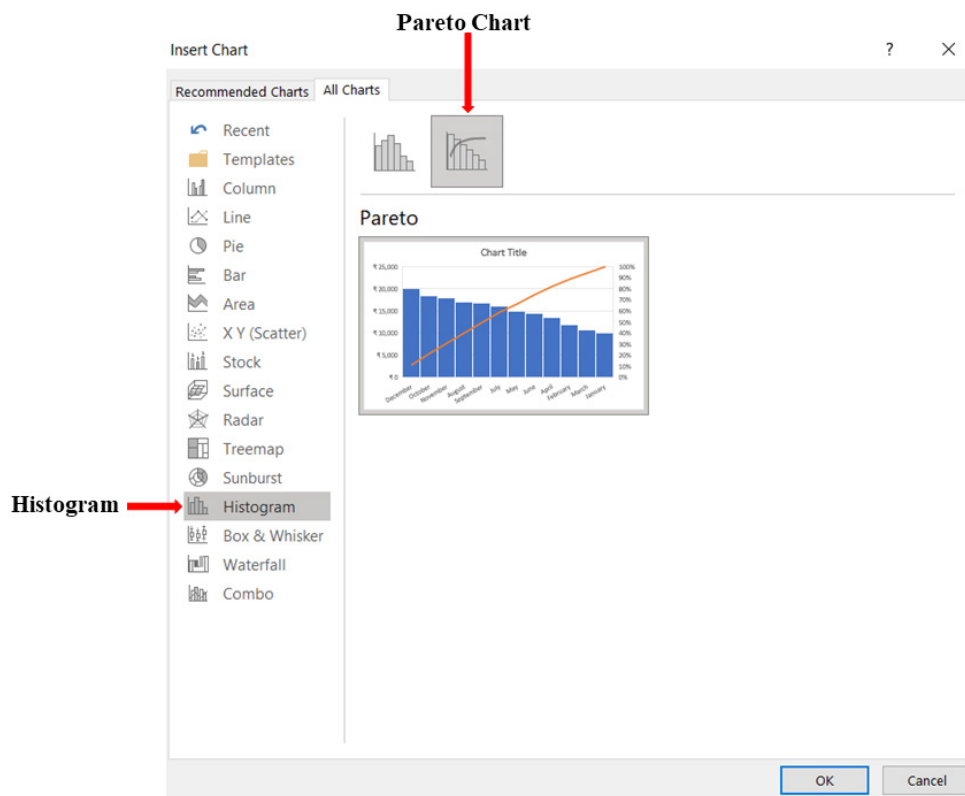 Pareto Chart
Insert Chart
?
Recommended Charts
All Charts
Recent
Templates
Column
Line
Pie
Bar
Area
X Y (Scatter)
Stock
Surface
Radar
Treemap
Sunburst
Histogram
Histogram
Box & Whisker
Waterfall
Combo
Pareto
Chart Title
₹ 25,000
₹ 20,000
₹ 15,000
₹ 10,000
₹ 5,000
₹ 0
100%
90%
80%
70%
60%
50%
40%
30%
20%
10%
0%
December
October
November
August
September
July
May
June
April
February
March
January
OK
Cancel